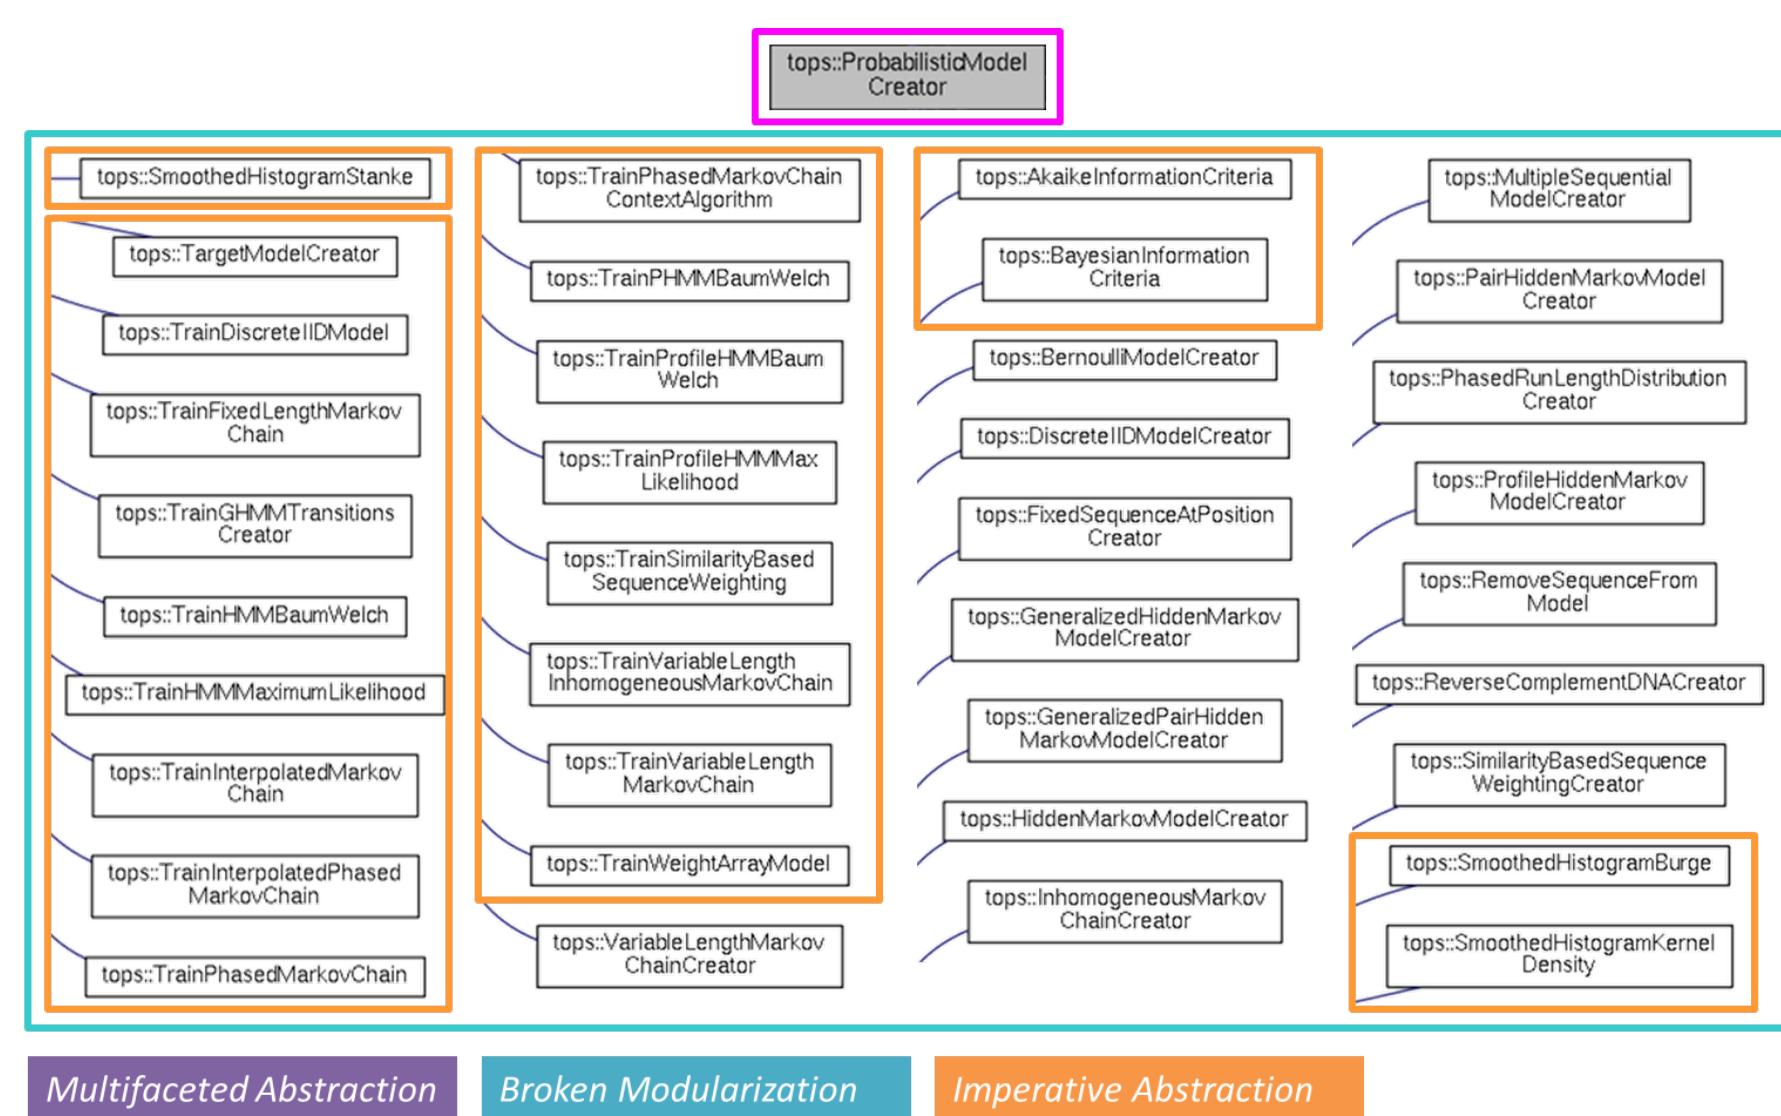 tops::ProbabilisticModel
Creator
tops::SmoothedHistogramStanke
tops::TargetModelCreator
tops::TrainDiscreteIIDModel
tops::TrainFixedLengthMarkov
Chain
tops::TrainGHMMTransitions
Creator
tops::TrainHMMBaumWelch
tops::TrainHMMMaximumLikelihood
tops::TrainInterpolatedMarkov
Chain
tops::TrainInterpolatedPhased
MarkovChain
tops::TrainPhasedMarkovChain
tops::TrainPhasedMarkovChain
ContextAlgorithm
tops::TrainPHMMBaumWelch
tops::TrainProfileHMMBaum
Welch
tops::TrainProfileHMMMax
Likelihood
tops::TrainSimilarityBased
SequenceWeighting
tops::TrainVariableLength
InhomogeneousMarkovChain
tops::TrainVariableLength
MarkovChain
tops::TrainWeightArrayModel
tops::VariableLengthMarkov
ChainCreator
tops::AkaikeInformationCriteria
tops::BayesianInformation
Criteria
tops::BernoulliModelCreator
tops::DiscreteIIDModelCreator
tops::FixedSequenceAtPosition
Creator
tops::GeneralizedHiddenMarkov
ModelCreator
tops::GeneralizedPairHidden
MarkovModelCreator
tops::HiddenMarkovModelCreator
tops::InhomogeneousMarkov
ChainCreator
tops::MultipleSequential
ModelCreator
tops::PairHiddenMarkovModel
Creator
tops::PhasedRunLengthDistribution
Creator
tops::ProfileHiddenMarkov
ModelCreator
tops::RemoveSequenceFrom
Model
tops::ReverseComplementDNACreator
tops::SimilarityBasedSequence
WeightingCreator
tops::SmoothedHistogramBurge
tops::SmoothedHistogramKernel
Density
Multifaceted Abstraction
Broken Modularization
Imperative Abstraction